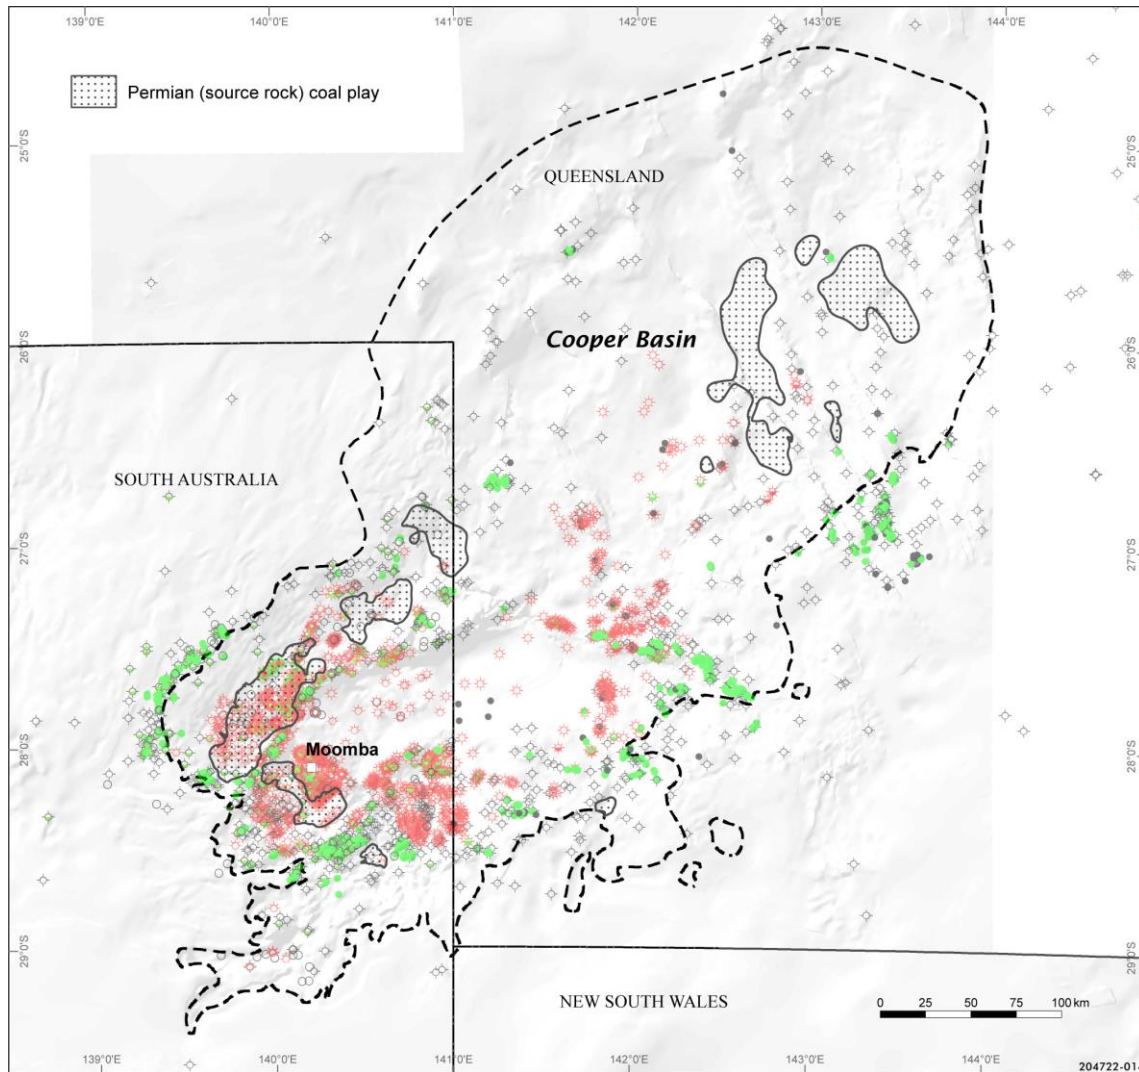 139°0'E 140°0'E 141°0'E 142°0'E 143°0'E 144°0'E
Permian (source rock) coal play
25°0'S 25°0'S
QUEENSLAND
Cooper Basin
26°0'S 26°0'S
SOUTH AUSTRALIA
27°0'S 27°0'S
Moomba
28°0'S 28°0'S
29°0'S 29°0'S
NEW SOUTH WALES
0 25 50 75 100 km
139°0'E 140°0'E 141°0'E 142°0'E 143°0'E 144°0'E